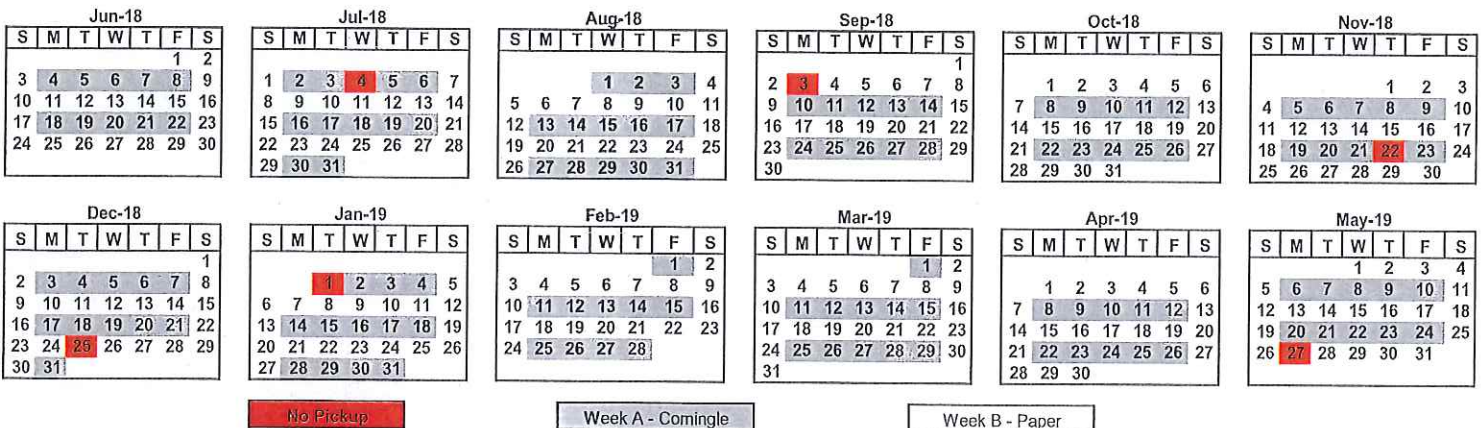 Jun-18
S M T W T F S
1 2
3 4 5 6 7 8 9
10 11 12 13 14 15 16
17 18 19 20 21 22 23
24 25 26 27 28 29 30
Jul-18
S M T W T F S
1 2 3 4 5 6 7
8 9 10 11 12 13 14
15 16 17 18 19 20 21
22 23 24 25 26 27 28
29 30 31
Aug-18
S M T W T F S
1 2 3 4
5 6 7 8 9 10 11
12 13 14 15 16 17 18
19 20 21 22 23 24 25
26 27 28 29 30 31
Sep-18
S M T W T F S
1
2 3 4 5 6 7 8
9 10 11 12 13 14 15
16 17 18 19 20 21 22
23 24 25 26 27 28 29
30
Oct-18
S M T W T F S
1 2 3 4 5 6
7 8 9 10 11 12 13
14 15 16 17 18 19 20
21 22 23 24 25 26 27
28 29 30 31
Nov-18
S M T W T F S
1 2 3
4 5 6 7 8 9 10
11 12 13 14 15 16 17
18 19 20 21 22 23 24
25 26 27 28 29 30
Dec-18
S M T W T F S
1
2 3 4 5 6 7 8
9 10 11 12 13 14 15
16 17 18 19 20 21 22
23 24 25 26 27 28 29
30 31
Jan-19
S M T W T F S
1 2 3 4 5
6 7 8 9 10 11 12
13 14 15 16 17 18 19
20 21 22 23 24 25 26
27 28 29 30 31
Feb-19
S M T W T F S
1 2
3 4 5 6 7 8 9
10 11 12 13 14 15 16
17 18 19 20 21 22 23
24 25 26 27 28
Mar-19
S M T W T F S
1 2
3 4 5 6 7 8 9
10 11 12 13 14 15 16
17 18 19 20 21 22 23
24 25 26 27 28 29 30
31
Apr-19
S M T W T F S
1 2 3 4 5 6
7 8 9 10 11 12 13
14 15 16 17 18 19 20
21 22 23 24 25 26 27
28 29 30
May-19
S M T W T F S
1 2 3 4
5 6 7 8 9 10 11
12 13 14 15 16 17 18
19 20 21 22 23 24 25
26 27 28 29 30 31
No Pickup
Week A - Comingle
Week B - Paper